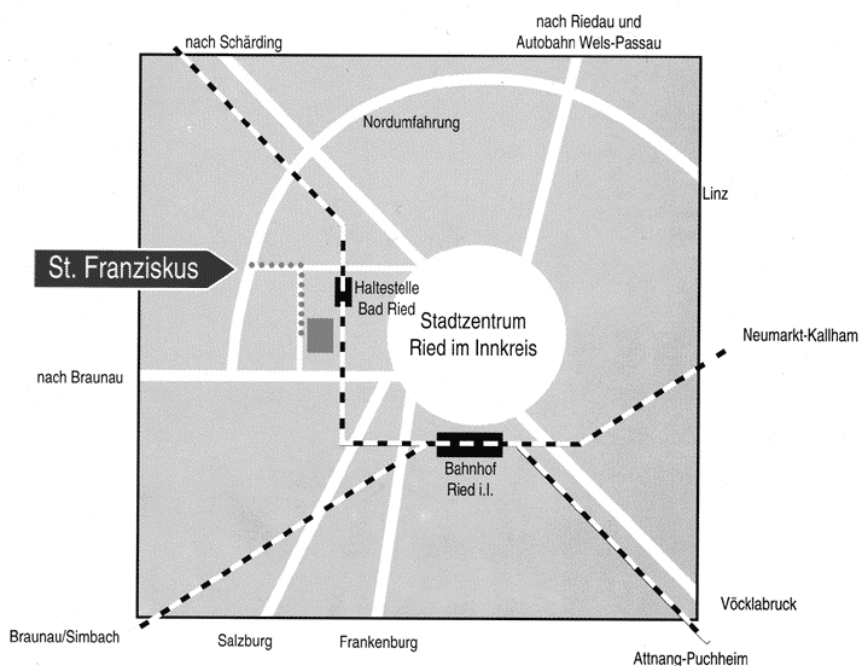 nach Riedau und
Autobahn Wels-Passau
nach Schärding
Nordumfahrung
Linz
St. Franziskus
Haltestelle
Bad Ried
Stadtzentrum
Ried im Innkreis
Neumarkt-Kallham
nach Braunau
Bahnhof
Ried i.I.
Vöcklabruck
Braunau/Simbach
Salzburg
Frankenburg
Attnang-Puchheim